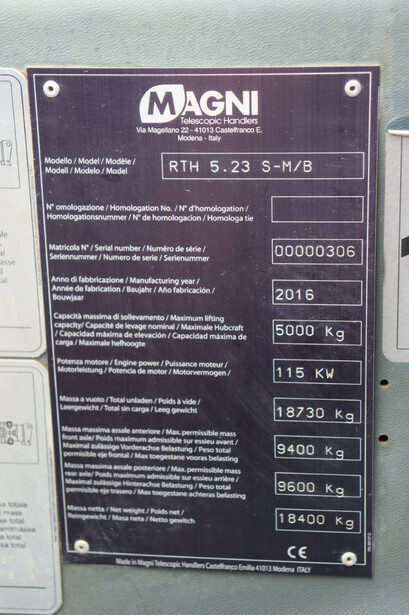 MAGNI
Telescopic Handlers
Via Magellano 22 - 41013 Castelfranco E.
Modena - Italy
Modello / Model / Modèle /
Modell / Modelo / Model
RTH 5.23 S-M/B
N° omologazione / Homologation No. / N° d'homologation /
Homologationsnummer / N° de homologacion / Homologa tie
Matricola N° / Serial number / Numéro de série /
Seriennummer / Numero de serie / Serienummer
00000306
Anno di fabbricazione / Manufacturing year /
Année de fabrication / Baujahr / Año fabricación /
Bouwjaar
2016
Capacità massima di sollevamento / Maximum lifting
capacity/ Capacité de levage nominal / Maximale Hubcraft
/ Capacidad máxima de elevación / Capacidad máxima de
carga / Maximale hefhoogte
5000 Kg
Potenza motore / Engine power / Puissance moteur/
Motorleistung / Potencia de motor / Motorvermogen /
115 KW
Massa a vuoto / Total unladen / Poids à vide /
Leergewicht / Total sin carga / Leeg gewicht
18730 Kg
Massa massima assale anteriore / Max. permissible mass
front axle/ Poids maximum admissible sur essieu avant /
Maximal zulässige Vorderachse Belastung / Peso total
permisible eje frontal / Max toegestane vooras belasting
9400 Kg
Massa massima assale posteriore / Max. permissible mass
rear axle/ Poids maximum admissible sur essieu arrière /
Maximal zulässige Hinterachse Belastung / Peso total
permisible eje trasero / Max toegestane achteras belasting
9600 Kg
Massa netta / Net weight / Poids net /
Reingewicht / Massa neta / Netto gewitch
18400 Kg
CE
Made in Magni Telescopic Handlers Castelfranco Emilia 41013 Modena ITALY